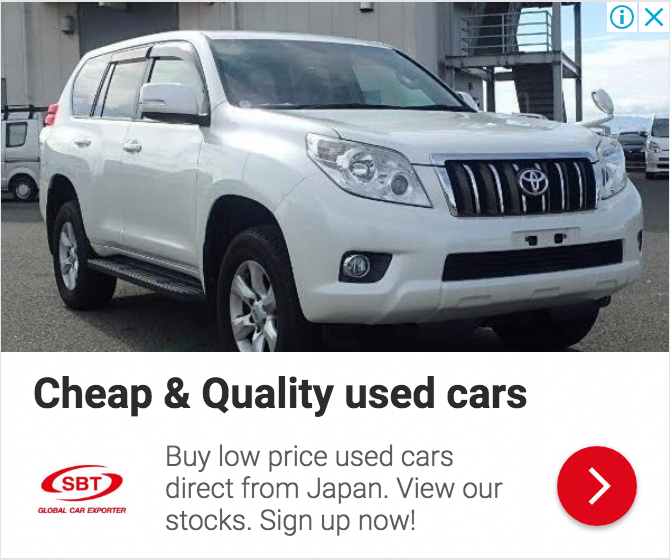 Cheap & Quality used cars
Buy low price used cars
direct from Japan. View our
stocks. Sign up now!
SBT
GLOBAL CAR EXPORTER